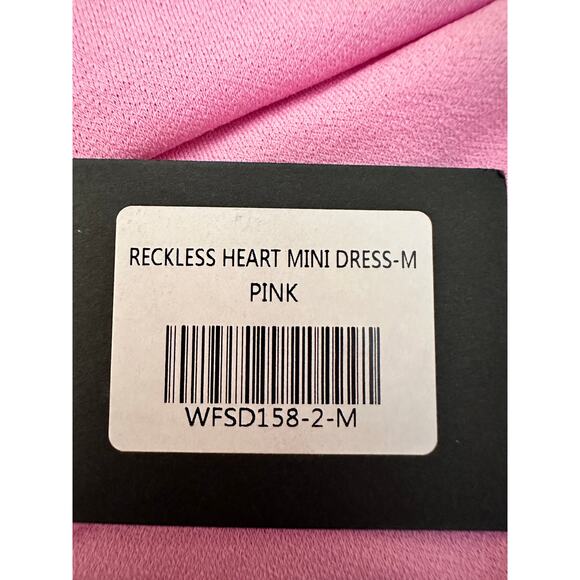 RECKLESS HEART MINI DRESS-M
PINK
WFSD158-2-M